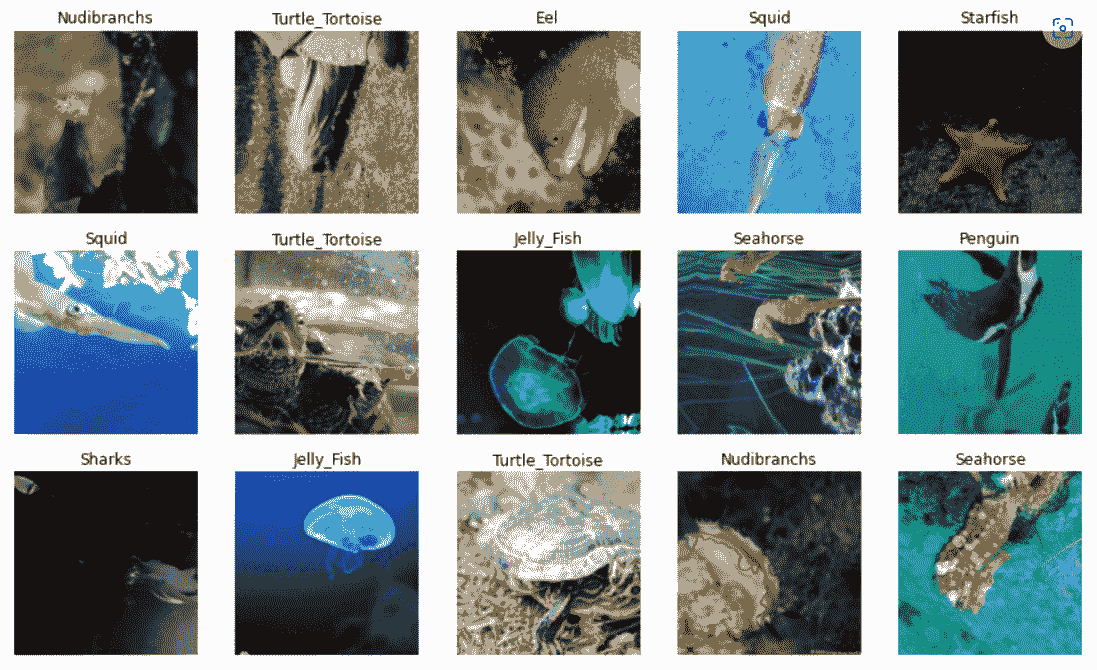 Nudibranchs Turtle_Tortoise Eel Squid Starfish
Squid Turtle_Tortoise Jelly_Fish Seahorse Penguin
Sharks Jelly_Fish Turtle_Tortoise Nudibranchs Seahorse